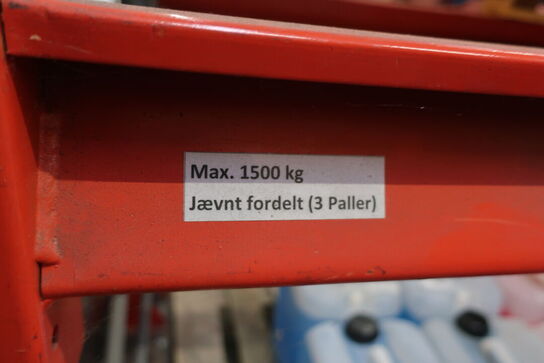 Max. 1500 kg
Jævnt fordelt (3 Paller)